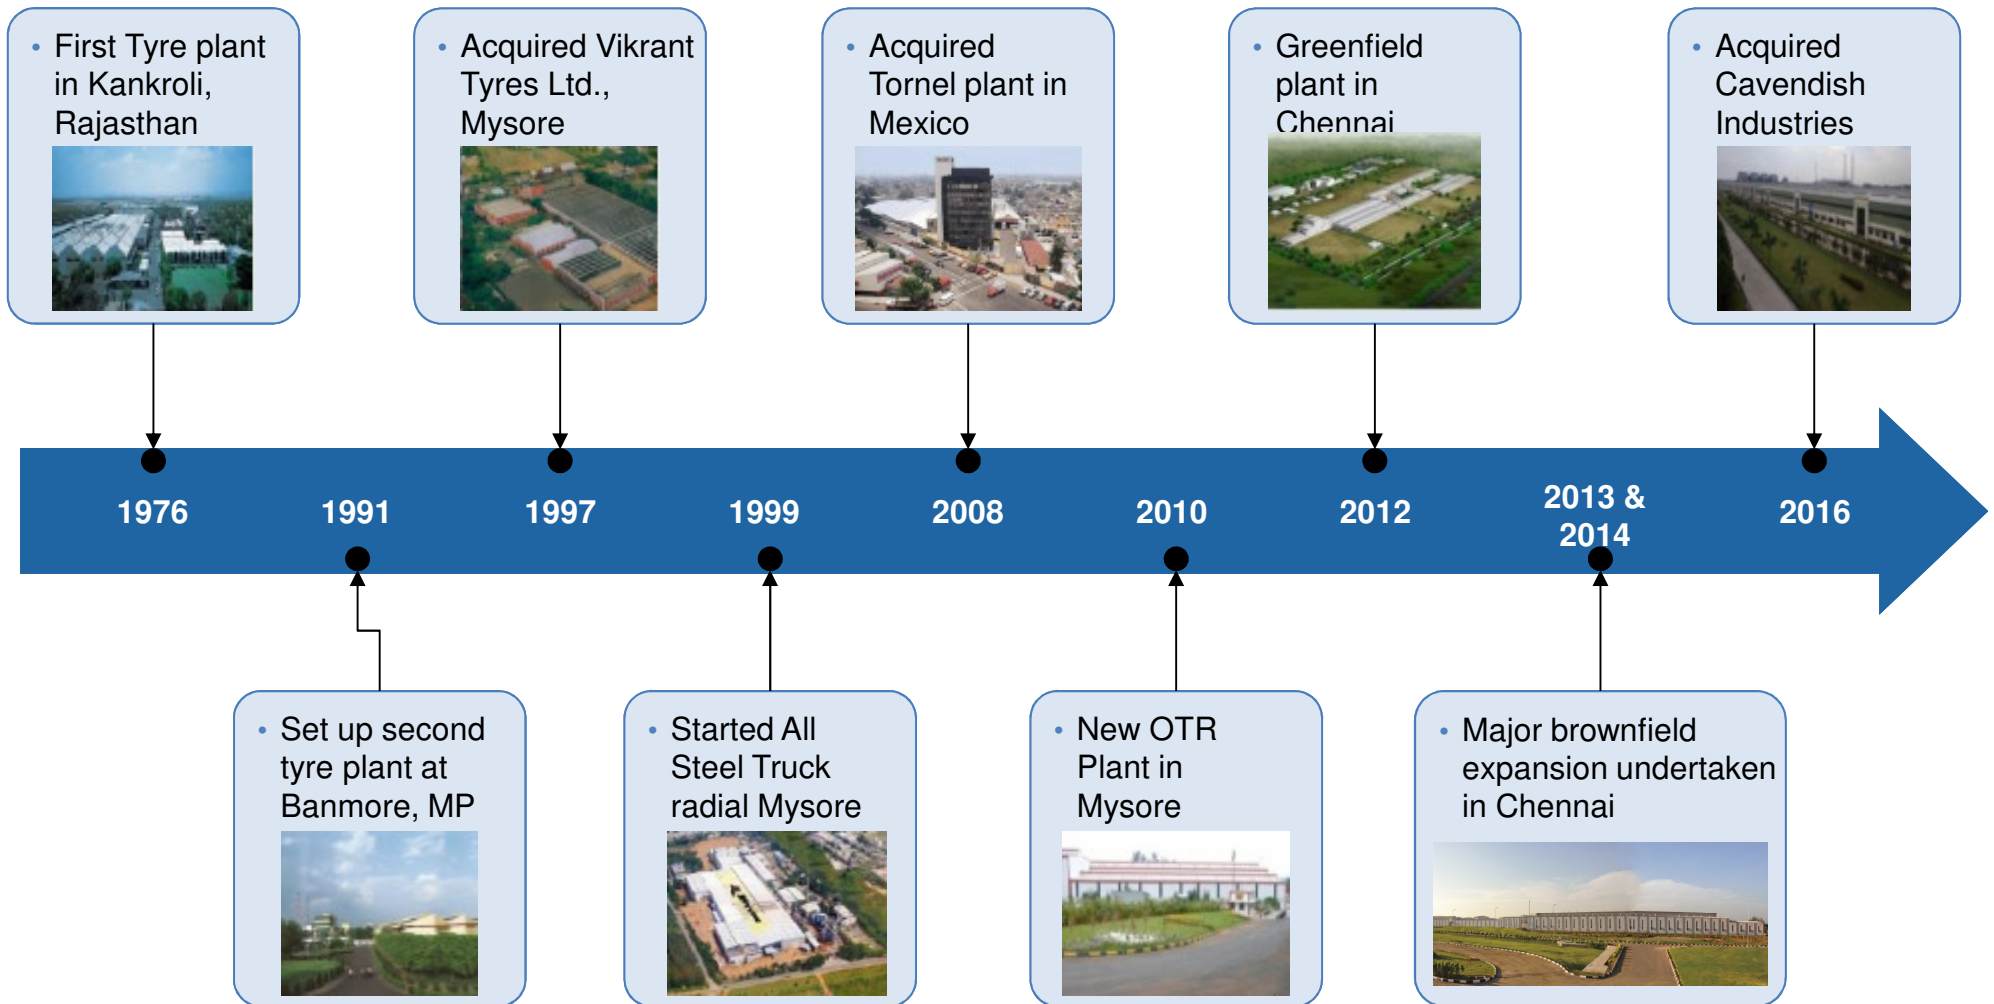 • First Tyre plant
in Kankroli,
Rajasthan
• Acquired Vikrant
Tyres Ltd.,
Mysore
• Acquired
Tornel plant in
Mexico
• Greenfield
plant in
Chennai
• Acquired
Cavendish
Industries
1976
1991
1997
1999
2008
2010
2012
2013 &
2014
2016
• Set up second
tyre plant at
Banmore, MP
• Started All
Steel Truck
radial Mysore
• New OTR
Plant in
Mysore
• Major brownfield
expansion undertaken
in Chennai